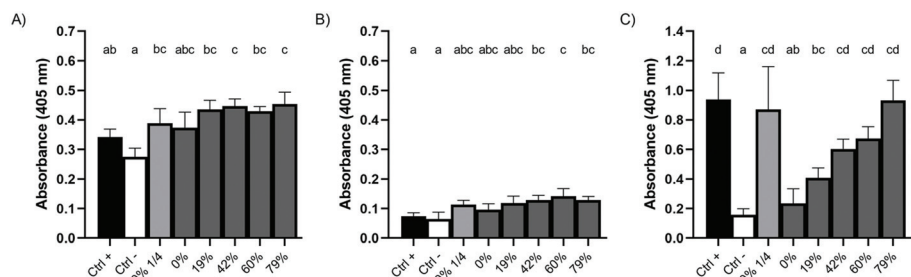 A)
Absorbance (405 nm)
0.7
0.6
0.5
0.4
0.3
0.2
0.1
0.0
ab a bc abc bc c bc c
Ctrl + Ctrl - 0% 1/4 0% 19% 42% 60% 79%
B)
Absorbance (405 nm)
0.7
0.6
0.5
0.4
0.3
0.2
0.1
0.0
a a abc abc abc bc c bc
Ctrl + Ctrl - 0% 1/4 0% 19% 42% 60% 79%
C)
Absorbance (405 nm)
1.4
1.2
1.0
0.8
0.6
0.4
0.2
0.0
d a cd ab bc cd cd cd
Ctrl + Ctrl - % 1/4 0% 19% 42% 60% 79%